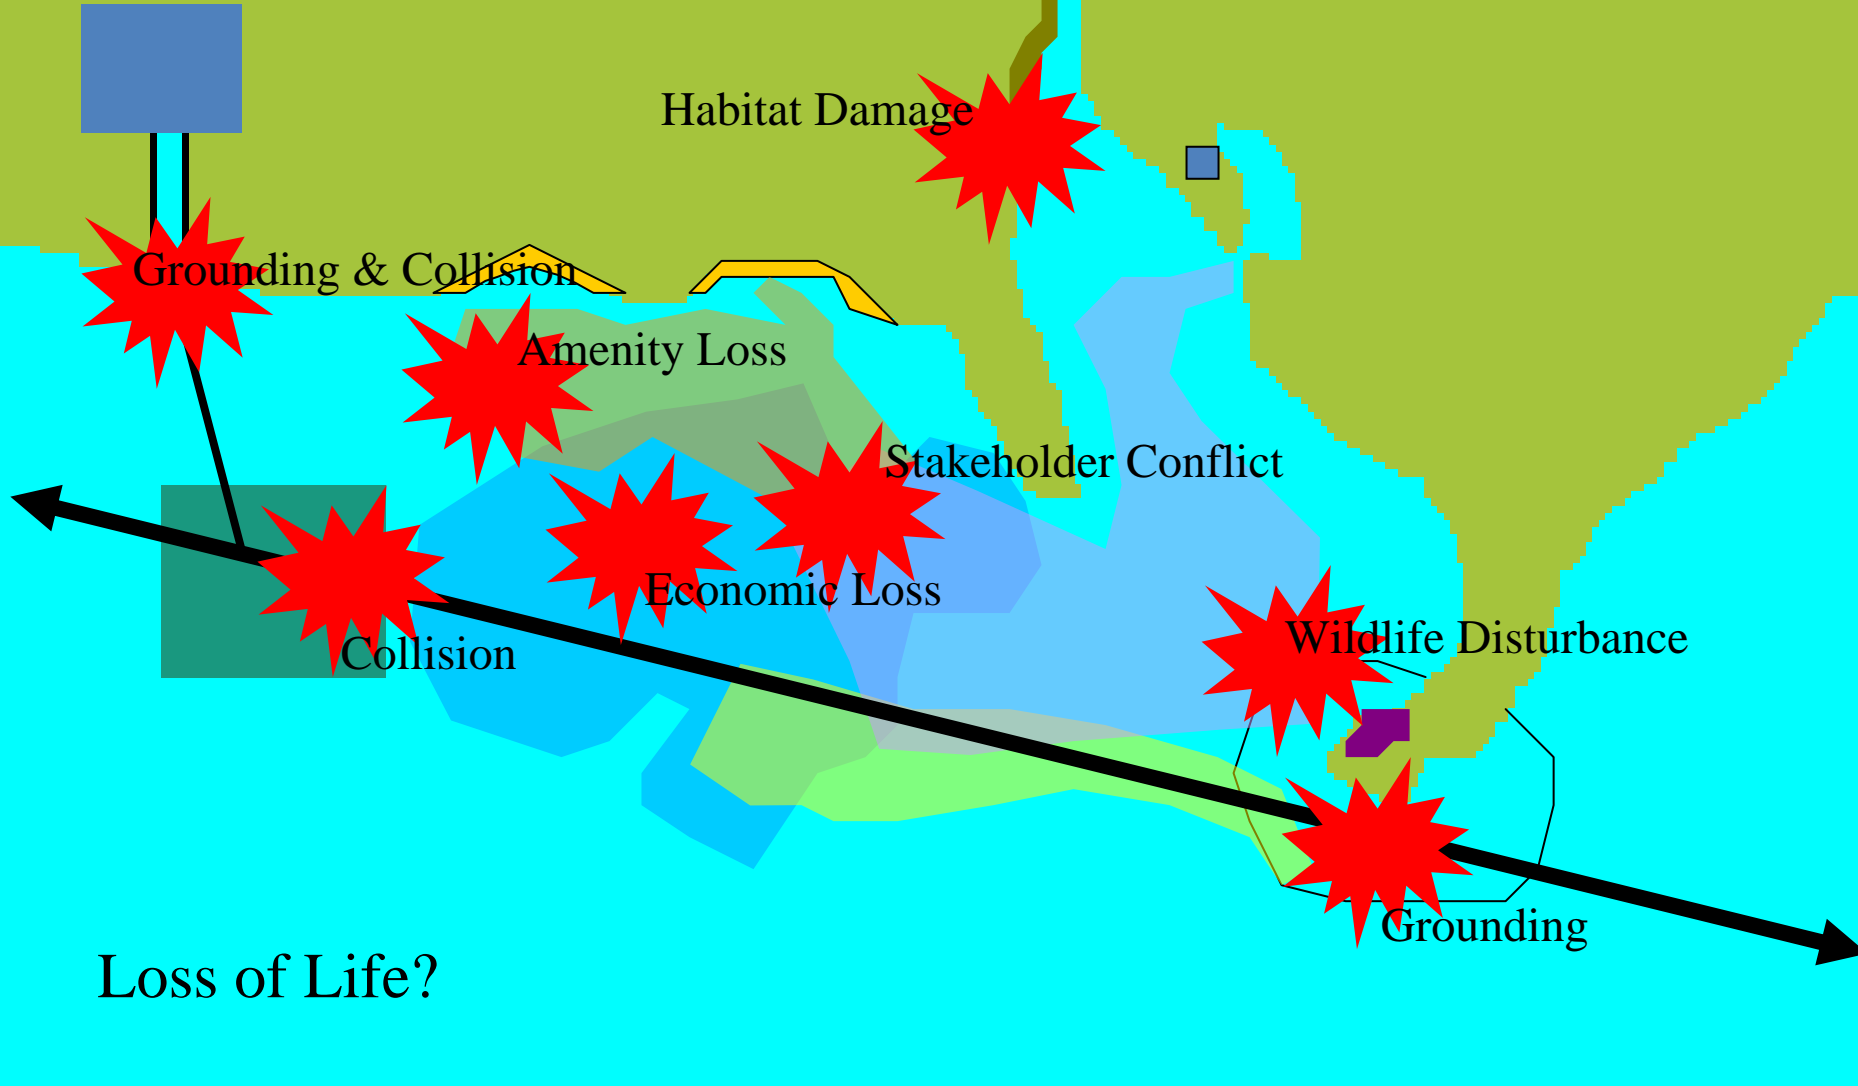 Habitat Damage
Grounding & Collision
Amenity Loss
Stakeholder Conflict
Economic Loss
Wildlife Disturbance
Collision
Grounding
Loss of Life?